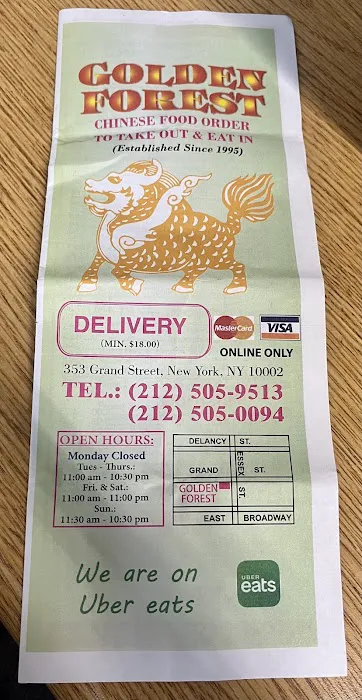 GOLDEN
FOREST
CHINESE FOOD ORDER
TO TAKE OUT & EAT IN
(Established Since 1995)
DELIVERY
(MIN. $18.00)
MasterCard
VISA
ONLINE ONLY
353 Grand Street, New York, NY 10002
TEL.: (212) 505-9513
(212) 505-0094
OPEN HOURS:
Monday Closed
Tues - Thurs.:
11:00 am - 10:30 pm
Fri. & Sat.:
11:00 am - 11:00 pm
Sun.:
11:30 am - 10:30 pm
DELANCY ST.
ESSEX ST.
GRAND ST.
GOLDEN
FOREST
EAST BROADWAY
We are on
Uber eats
UBER
eats